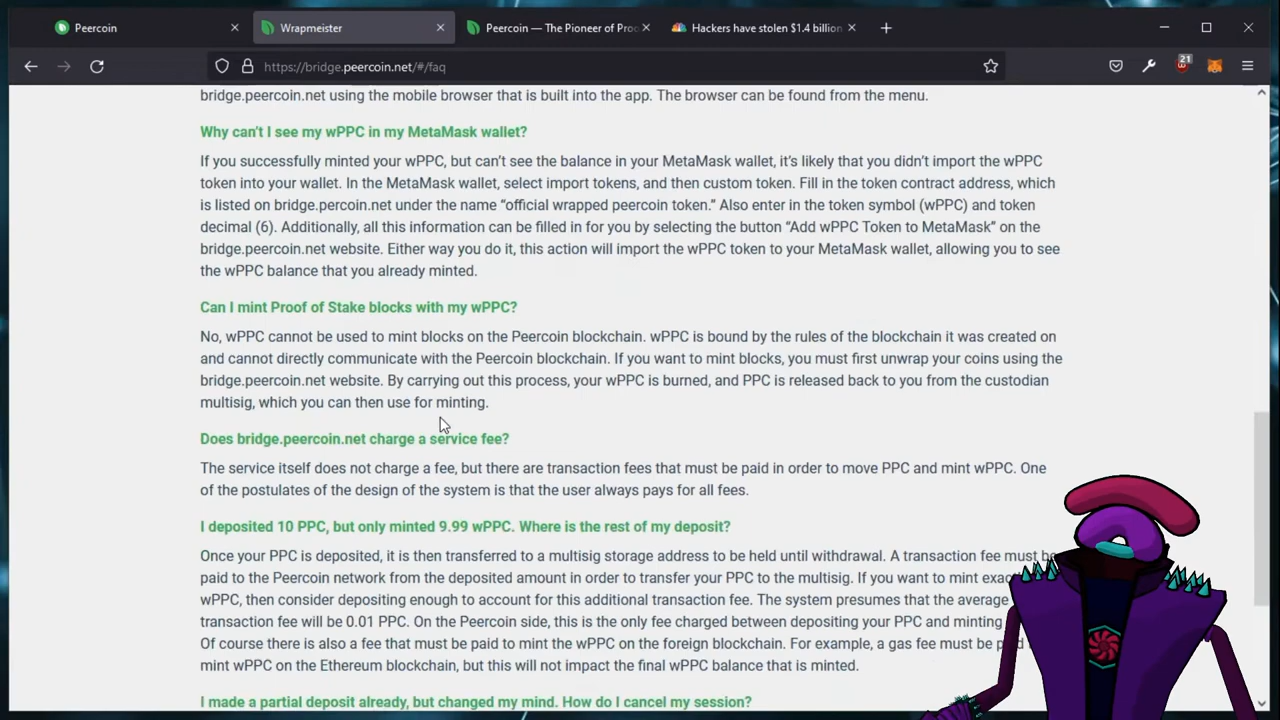 Peercoin
Wrapmeister
Peercoin — The Pioneer of Proo
Hackers have stolen $1.4 billion
https://bridge.peercoin.net/#/faq
21
bridge.peercoin.net using the mobile browser that is built into the app. The browser can be found from the menu.
Why can't I see my wPPC in my MetaMask wallet?
If you successfully minted your wPPC, but can't see the balance in your MetaMask wallet, it's likely that you didn't import the wPPC
token into your wallet. In the MetaMask wallet, select import tokens, and then custom token. Fill in the token contract address, which
is listed on bridge.percoin.net under the name “official wrapped peercoin token.” Also enter in the token symbol (wPPC) and token
decimal (6). Additionally, all this information can be filled in for you by selecting the button “Add wPPC Token to MetaMask” on the
bridge.peercoin.net website. Either way you do it, this action will import the wPPC token to your MetaMask wallet, allowing you to see
the wPPC balance that you already minted.
Can I mint Proof of Stake blocks with my wPPC?
No, wPPC cannot be used to mint blocks on the Peercoin blockchain. wPPC is bound by the rules of the blockchain it was created on
and cannot directly communicate with the Peercoin blockchain. If you want to mint blocks, you must first unwrap your coins using the
bridge.peercoin.net website. By carrying out this process, your wPPC is burned, and PPC is released back to you from the custodian
multisig, which you can then use for minting.
Does bridge.peercoin.net charge a service fee?
The service itself does not charge a fee, but there are transaction fees that must be paid in order to move PPC and mint wPPC. One
of the postulates of the design of the system is that the user always pays for all fees.
I deposited 10 PPC, but only minted 9.99 wPPC. Where is the rest of my deposit?
Once your PPC is deposited, it is then transferred to a multisig storage address to be held until withdrawal. A transaction fee must be
paid to the Peercoin network from the deposited amount in order to transfer your PPC to the multisig. If you want to mint
wPPC, then consider depositing enough to account for this additional transaction fee. The system presumes that the average
transaction fee will be 0.01 PPC. On the Peercoin side, this is the only fee charged between depositing your PPC and minting
Of course there is also a fee that must be paid to mint the wPPC on the foreign blockchain. For example, a gas fee must be paid
mint wPPC on the Ethereum blockchain, but this will not impact the final wPPC balance that is minted.
I made a partial deposit already, but changed my mind. How do I cancel my session?